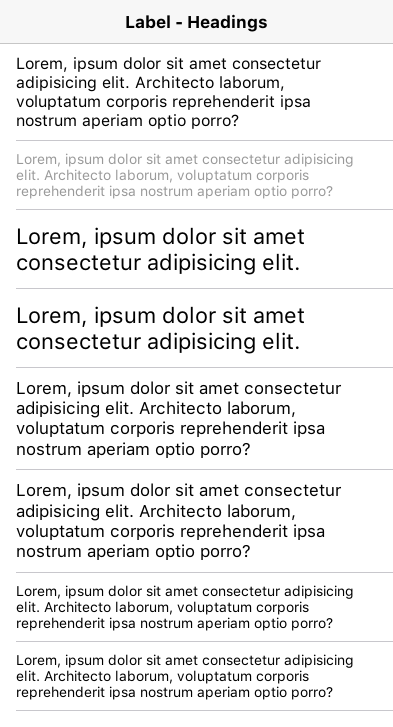 Label - Headings
Lorem, ipsum dolor sit amet consectetur
adipisicing elit. Architecto laborum,
voluptatum corporis reprehenderit ipsa
nostrum aperiam optio porro?
Lorem, ipsum dolor sit amet consectetur adipisicing
elit. Architecto laborum, voluptatum corporis
reprehenderit ipsa nostrum aperiam optio porro?
Lorem, ipsum dolor sit amet
consectetur adipisicing elit.
Lorem, ipsum dolor sit amet
consectetur adipisicing elit.
Lorem, ipsum dolor sit amet consectetur
adipisicing elit. Architecto laborum,
voluptatum corporis reprehenderit ipsa
nostrum aperiam optio porro?
Lorem, ipsum dolor sit amet consectetur
adipisicing elit. Architecto laborum,
voluptatum corporis reprehenderit ipsa
nostrum aperiam optio porro?
Lorem, ipsum dolor sit amet consectetur adipisicing
elit. Architecto laborum, voluptatum corporis
reprehenderit ipsa nostrum aperiam optio porro?
Lorem, ipsum dolor sit amet consectetur adipisicing
elit. Architecto laborum, voluptatum corporis
reprehenderit ipsa nostrum aperiam optio porro?